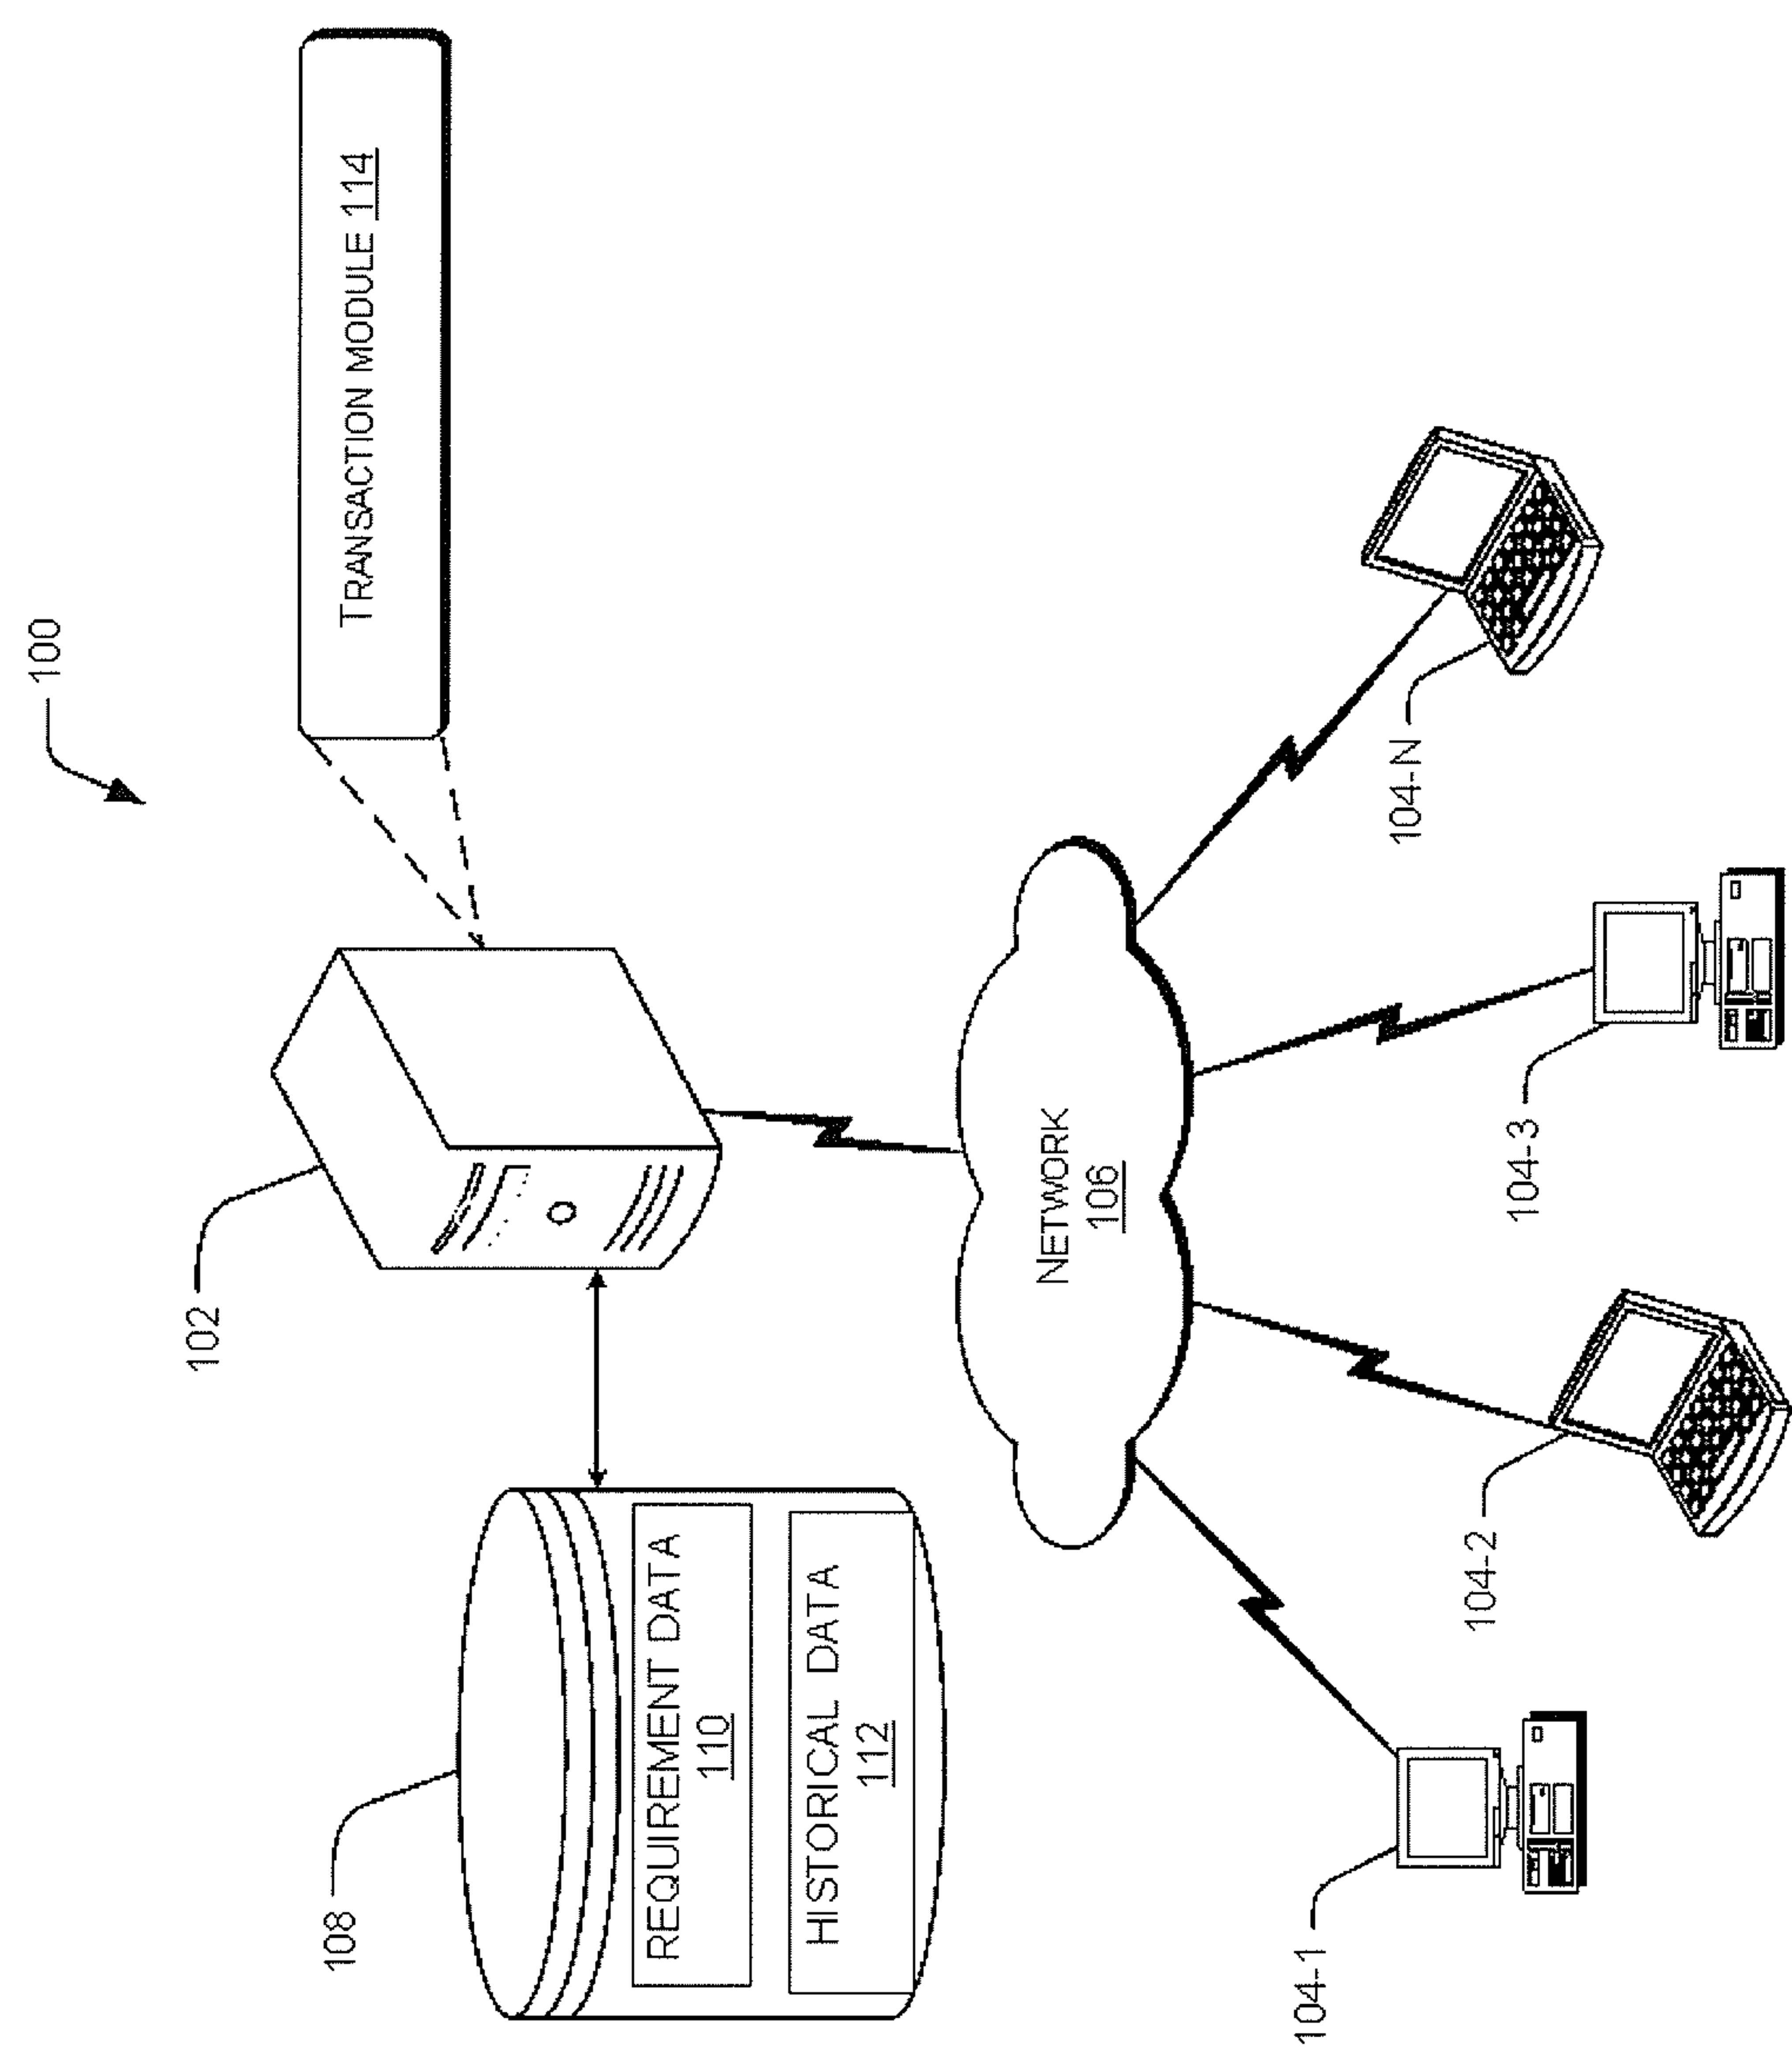 100
TRANSACTION MODULE 114
102
108
REQUIREMENT DATA
110
HISTORICAL DATA
112
NETWORK
106
104-1
104-2
104-3
104-N